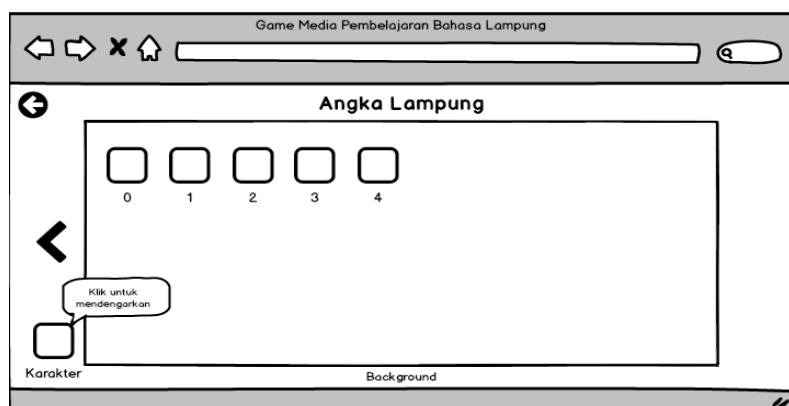 Game Media Pembelajaran Bahasa Lampung
Angka Lampung
0 1 2 3 4
Klik untuk
mendengarkan
Karakter
Background